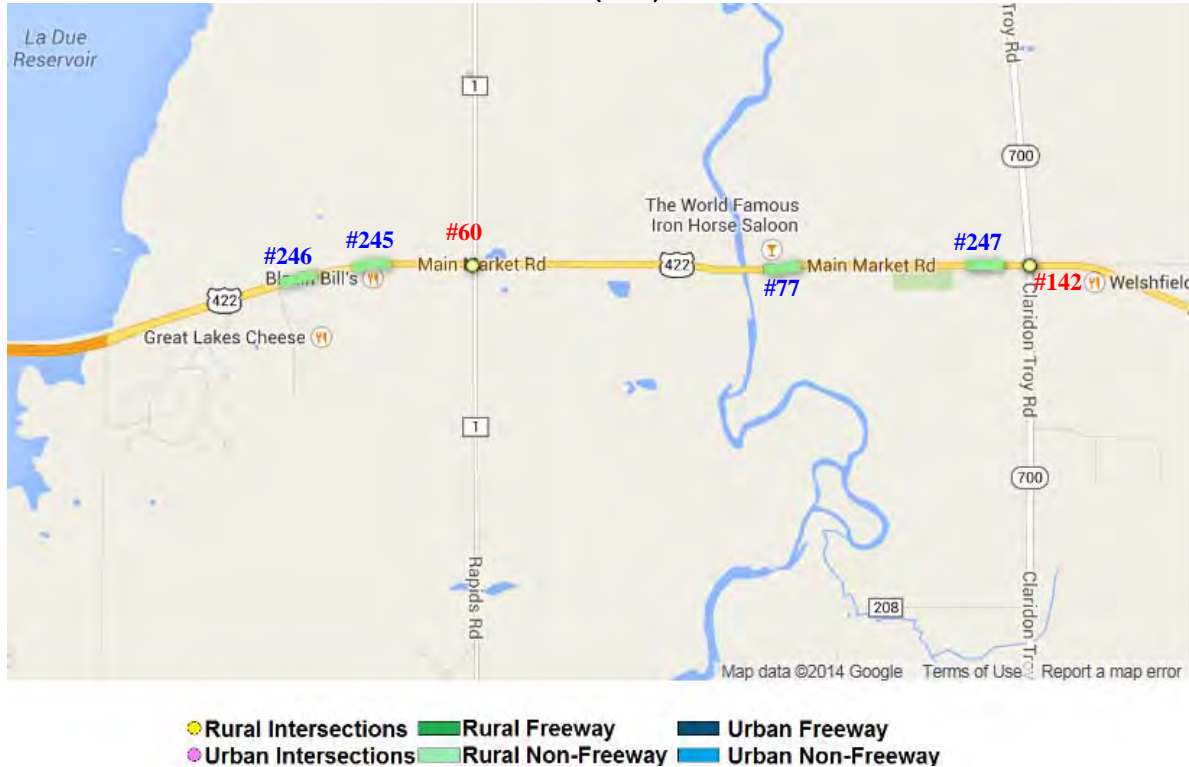 La Due
Reservoir
Troy Rd
1
700
The World Famous
Iron Horse Saloon
#60
#246
#245
#247
Bill's
Main Market Rd
422
#77
Main Market Rd
#142
Welshfield
422
Great Lakes Cheese
Claridon Troy Rd
1
700
Rapids Rd
208
Claridon Tro
Map data ©2014 Google Terms of Use Report a map error
Rural Intersections Rural Freeway Urban Freeway
Urban Intersections Rural Non-Freeway Urban Non-Freeway